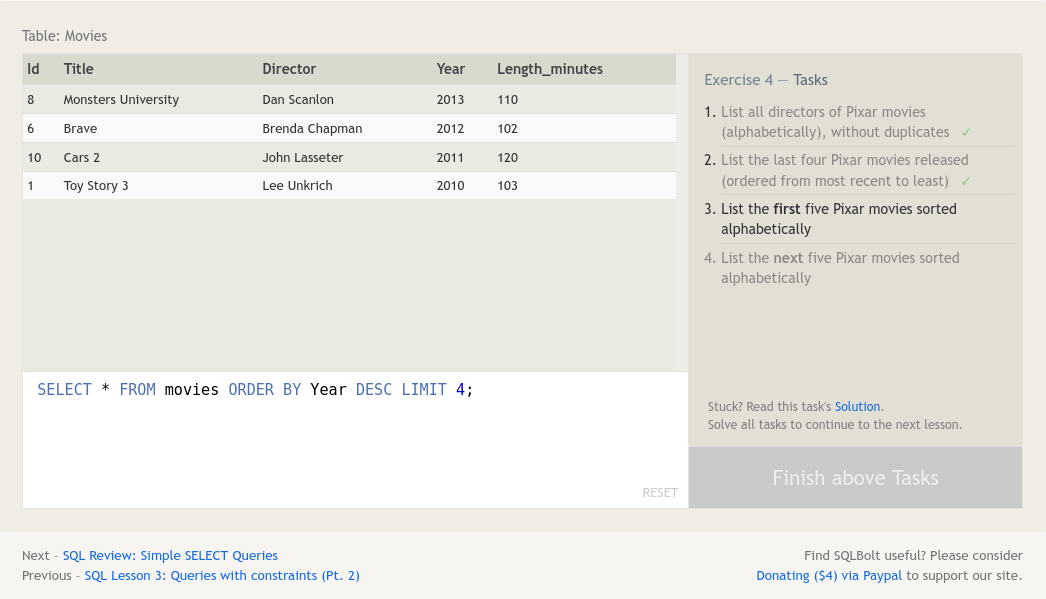 Table: Movies
Id Title Director Year Length_minutes
8 Monsters University Dan Scanlon 2013 110
6 Brave Brenda Chapman 2012 102
10 Cars 2 John Lasseter 2011 120
1 Toy Story 3 Lee Unkrich 2010 103
SELECT * FROM movies ORDER BY Year DESC LIMIT 4;
RESET
Exercise 4 — Tasks
1. List all directors of Pixar movies
(alphabetically), without duplicates ✓
2. List the last four Pixar movies released
(ordered from most recent to least) ✓
3. List the first five Pixar movies sorted
alphabetically
4. List the next five Pixar movies sorted
alphabetically
Stuck? Read this task's Solution.
Solve all tasks to continue to the next lesson.
Finish above Tasks
Next – SQL Review: Simple SELECT Queries
Previous – SQL Lesson 3: Queries with constraints (Pt. 2)
Find SQLBolt useful? Please consider
Donating ($4) via Paypal to support our site.